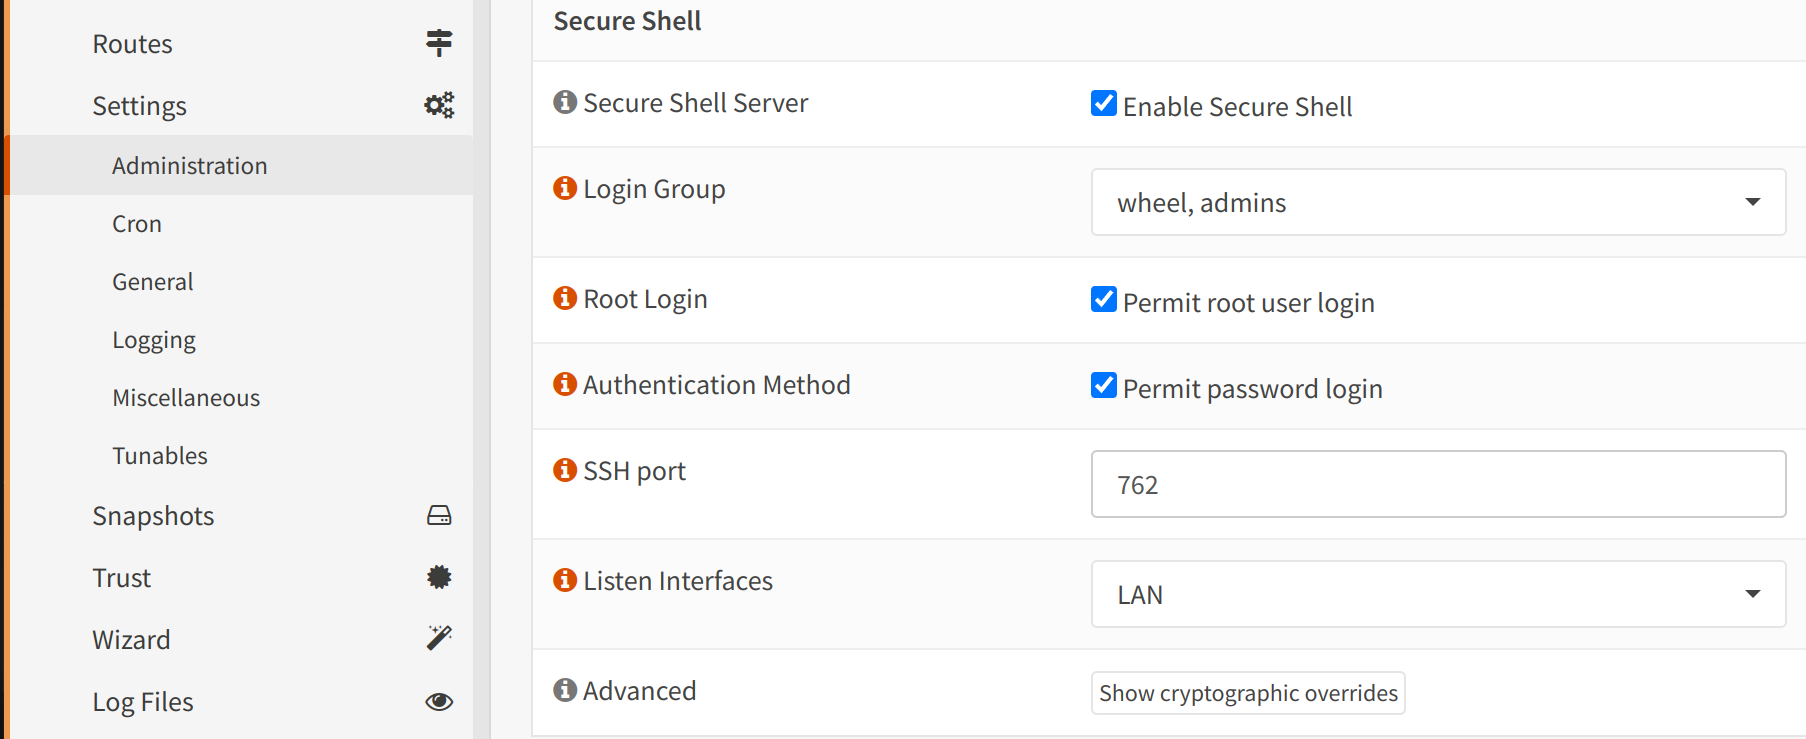 Routes
Settings
Administration
Cron
General
Logging
Miscellaneous
Tunables
Snapshots
Trust
Wizard
Log Files
Secure Shell
Secure Shell Server
Enable Secure Shell
Login Group
wheel, admins
Root Login
Permit root user login
Authentication Method
Permit password login
SSH port
762
Listen Interfaces
LAN
Advanced
Show cryptographic overrides